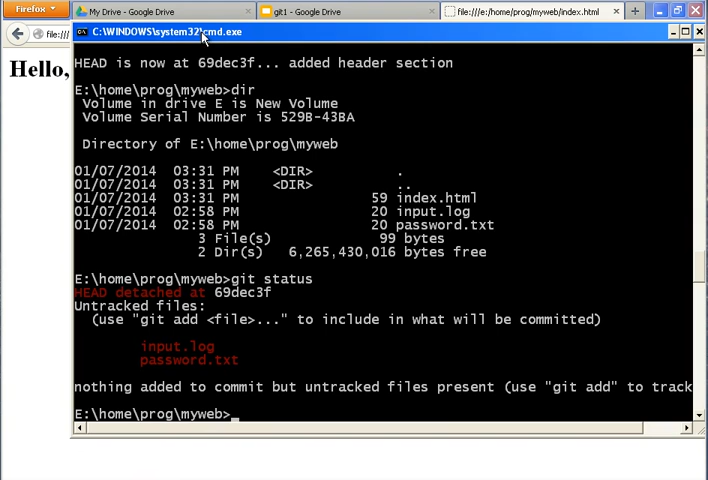 Firefox
My Drive - Google Drive
git1 - Google Drive
file:///e:/home/prog/myweb/index.html
file:///
C:\WINDOWS\system32\cmd.exe
Hello,
HEAD is now at 69dec3f... added header section
E:\home\prog\myweb>dir
Volume in drive E is New Volume
Volume Serial Number is 529B-43BA
Directory of E:\home\prog\myweb
01/07/2014 03:31 PM <DIR> .
01/07/2014 03:31 PM <DIR> ..
01/07/2014 03:31 PM 59 index.html
01/07/2014 02:58 PM 20 input.log
01/07/2014 02:58 PM 20 password.txt
3 File(s) 99 bytes
2 Dir(s) 6,265,430,016 bytes free
E:\home\prog\myweb>git status
HEAD detached at 69dec3f
Untracked files:
(use "git add <file>..." to include in what will be committed)
input.log
password.txt
nothing added to commit but untracked files present (use "git add" to track
E:\home\prog\myweb>_